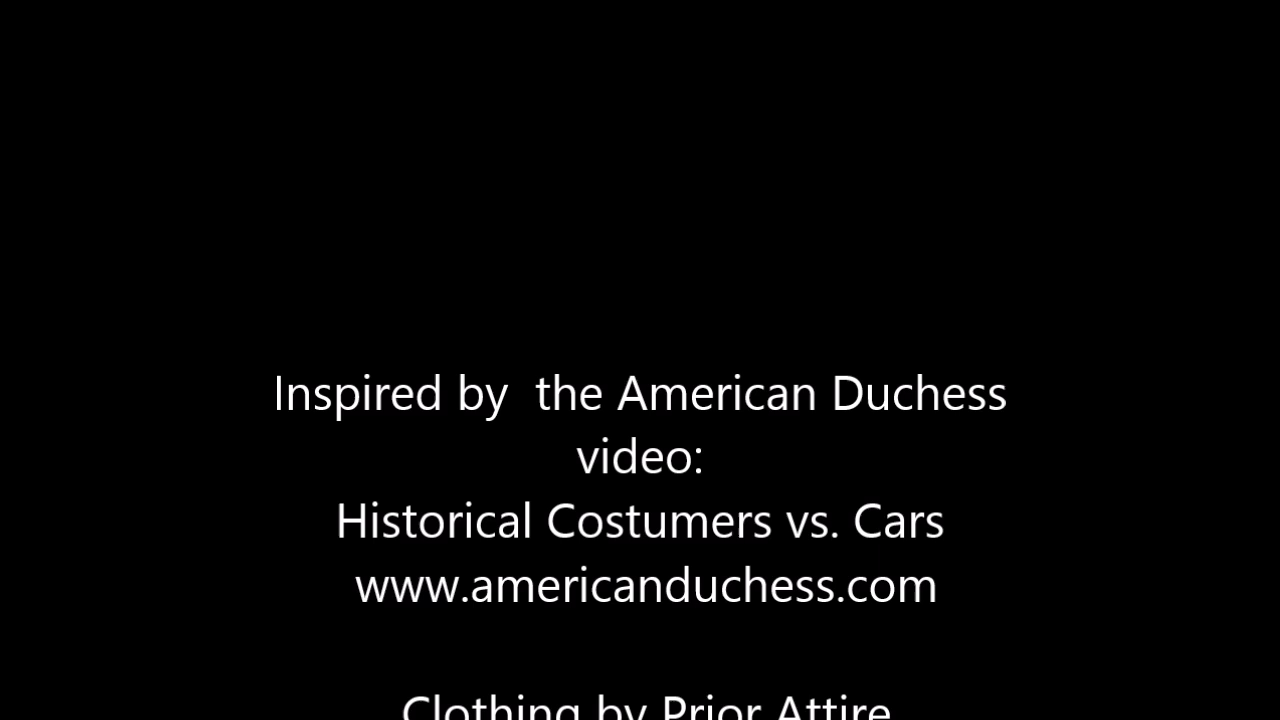 Inspired by  the American Duchess
video:
Historical Costumers vs. Cars
www.americanduchess.com
Clothing by Prior Attire